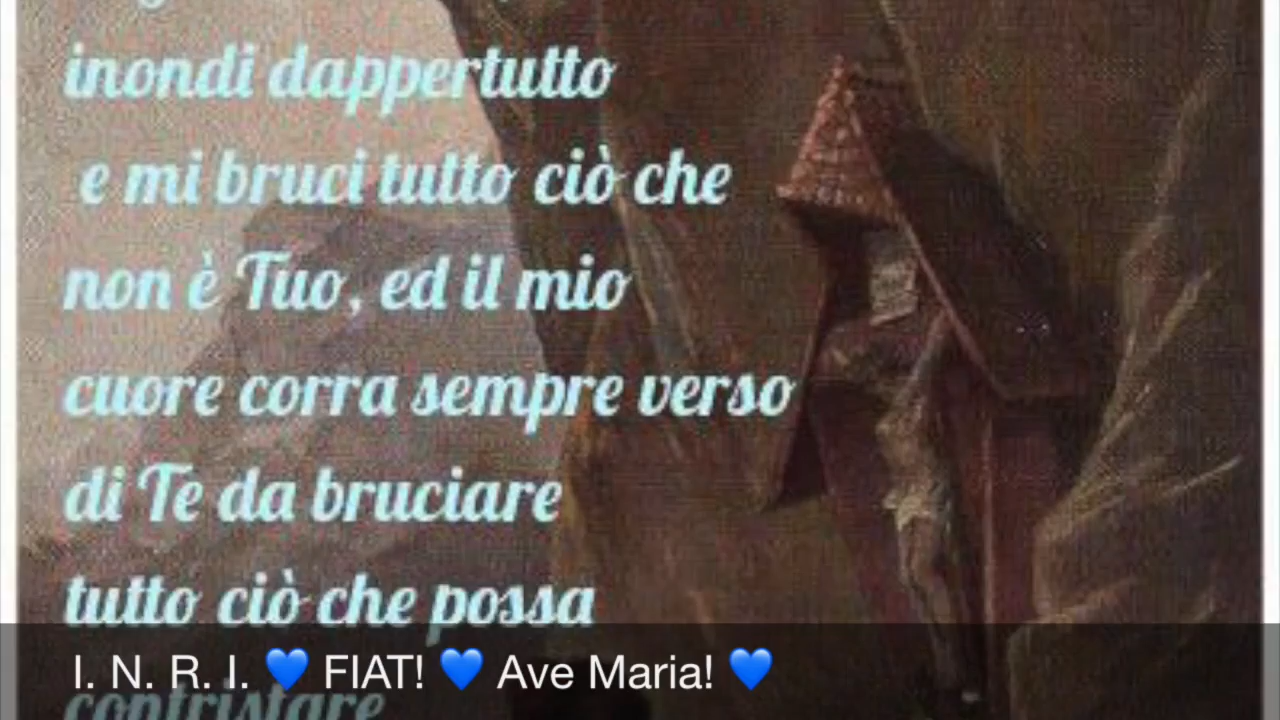 inondi dappertutto
e mi bruci tutto ciò che
non è Tuo, ed il mio
cuore corra sempre verso
di Te da bruciare
tutto ciò che possa
I. N. R. I. 💙 FIAT! 💙 Ave Maria! 💙
contristare